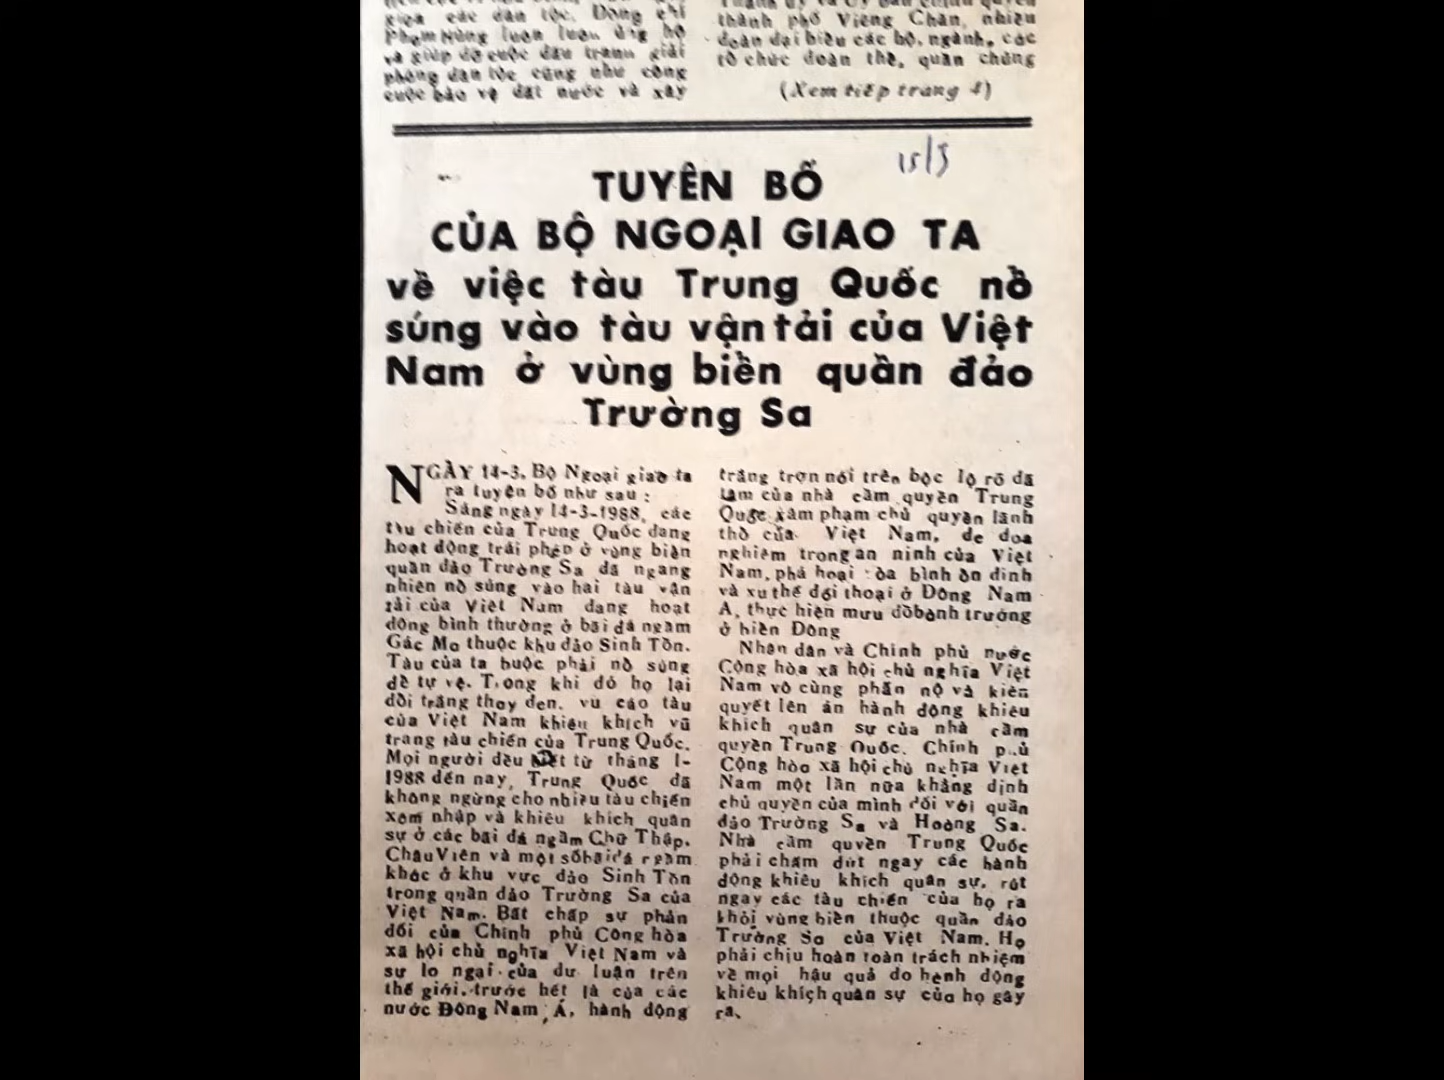 giữa các dân tộc. Đồng chí
Phạm Hùng luôn luôn ủng hộ
và giúp đỡ cuộc đấu tranh giải
phóng dân tộc cũng như công
cuộc bảo vệ đất nước và xây
thành phố Viêng Chăn, nhiều
đoàn đại biểu các bộ, ngành, các
tổ chức đoàn thể, quần chúng
(Xem tiếp trang 4)
15/3
TUYÊN BỐ
CỦA BỘ NGOẠI GIAO TA
về việc tàu Trung Quốc nổ
súng vào tàu vận tải của Việt
Nam ở vùng biển quần đảo
Trường Sa
NGÀY 14-3, Bộ Ngoại giao ta
ra tuyên bố như sau :
Sáng ngày 14-3-1988, các
tàu chiến của Trung Quốc đang
hoạt động trái phép ở vùng biển
quần đảo Trường Sa đã ngang
nhiên nổ súng vào hai tàu vận
tải của Việt Nam đang hoạt
động bình thường ở bãi đá ngầm
Gác Ma thuộc khu đảo Sinh Tồn.
Tàu của ta buộc phải nổ súng
để tự vệ. Trong khi đó họ lại
đổi trắng thay đen, vu cáo tàu
của Việt Nam khiêu khích vũ
trang tàu chiến của Trung Quốc.
Mọi người đều biết từ tháng 1-
1988 đến nay, Trung Quốc đã
không ngừng cho nhiều tàu chiến
xâm nhập và khiêu khích quân
sự ở các bãi đá ngầm Chữ Thập,
Châu Viên và một số bãi đá ngầm
khác ở khu vực đảo Sinh Tồn
trong quần đảo Trường Sa của
Việt Nam. Bất chấp sự phản
đối của Chính phủ Cộng hòa
xã hội chủ nghĩa Việt Nam và
sự lo ngại của dư luận trên
thế giới, trước hết là của các
nước Đông Nam Á, hành động
trắng trợn nói trên bộc lộ rõ dã
tâm của nhà cầm quyền Trung
Quốc xâm phạm chủ quyền lãnh
thổ của Việt Nam, đe dọa
nghiêm trọng an ninh của Việt
Nam, phá hoại hòa bình ổn định
và xu thế đối thoại ở Đông Nam
Á, thực hiện mưu đồ bành trướng
ở biển Đông
Nhân dân và Chính phủ nước
Cộng hòa xã hội chủ nghĩa Việt
Nam vô cùng phẫn nộ và kiên
quyết lên án hành động khiêu
khích quân sự của nhà cầm
quyền Trung Quốc. Chính phủ
Cộng hòa xã hội chủ nghĩa Việt
Nam một lần nữa khẳng định
chủ quyền của mình đối với quần
đảo Trường Sa và Hoàng Sa.
Nhà cầm quyền Trung Quốc
phải chấm dứt ngay các hành
động khiêu khích quân sự, rút
ngay các tàu chiến của họ ra
khỏi vùng biển thuộc quần đảo
Trường Sa của Việt Nam. Họ
phải chịu hoàn toàn trách nhiệm
về mọi hậu quả do hành động
khiêu khích quân sự của họ gây
ra.